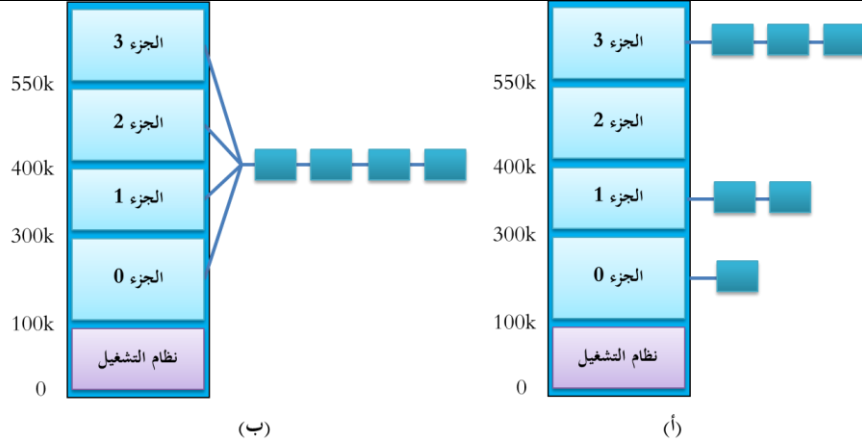 الجزء 3
550k
الجزء 2
400k
الجزء 1
300k
الجزء 0
100k
نظام التشغيل
0
(أ)
الجزء 3
550k
الجزء 2
400k
الجزء 1
300k
الجزء 0
100k
نظام التشغيل
0
(ب)